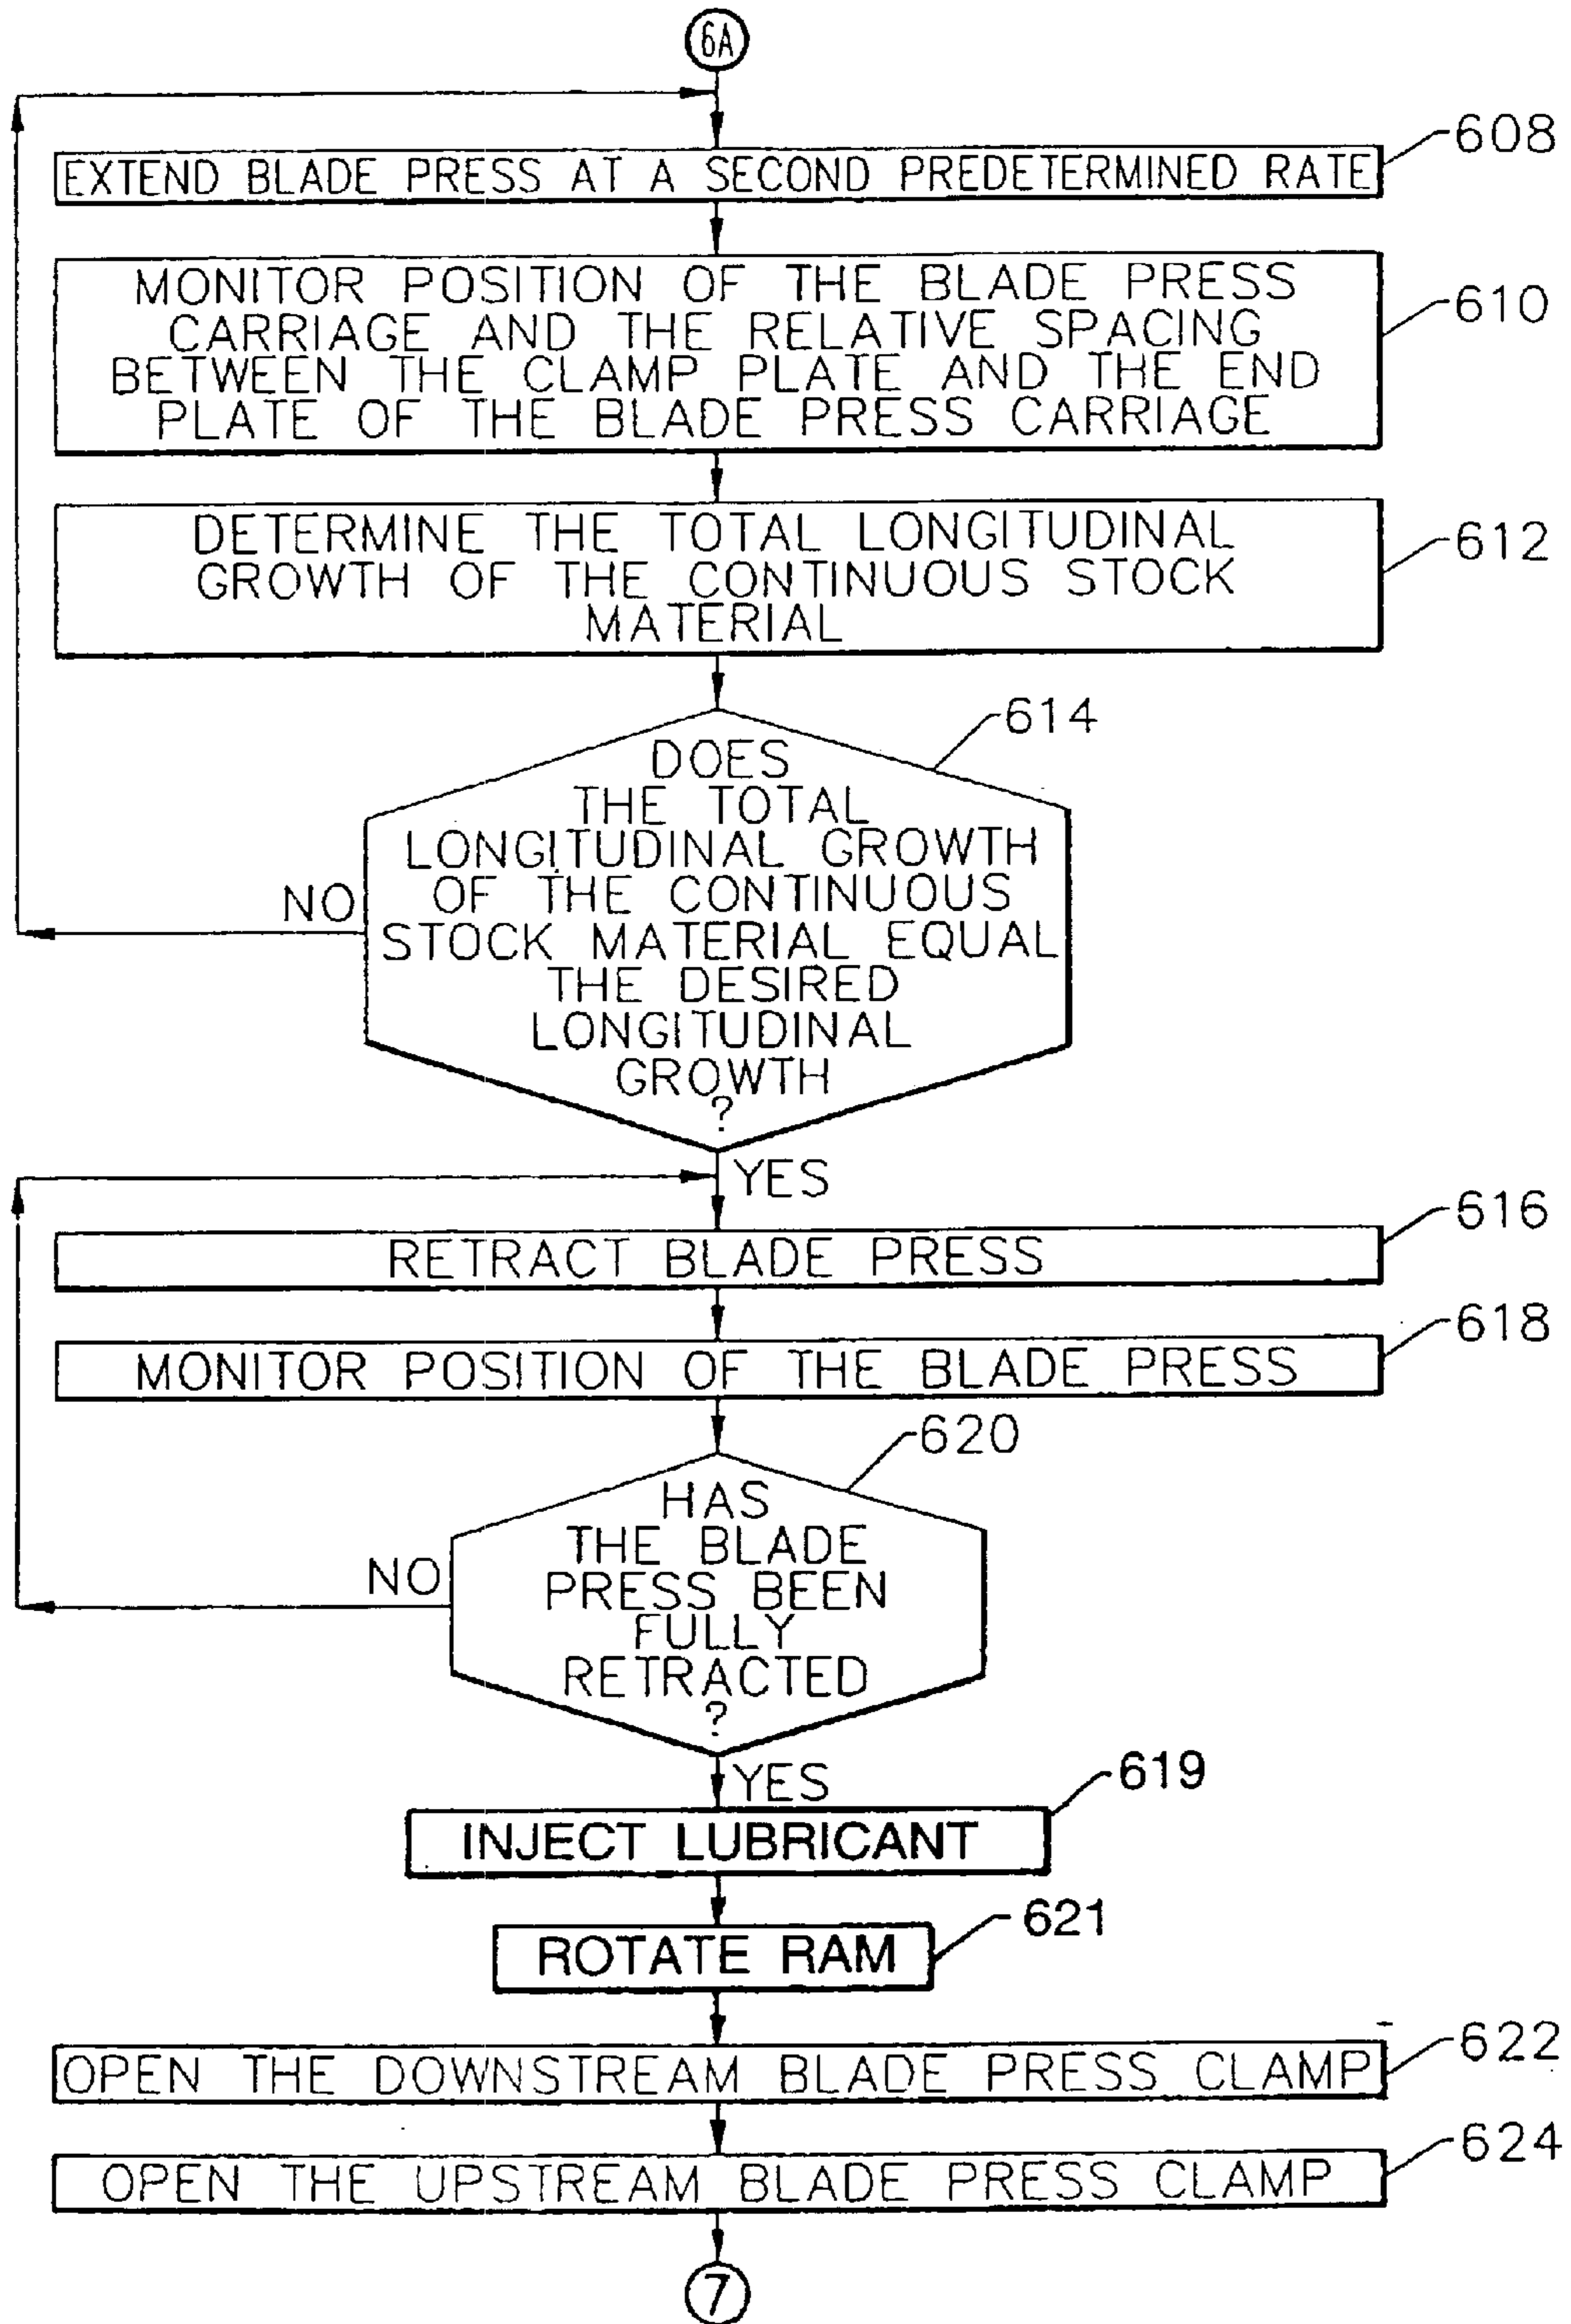 6A
608
EXTEND BLADE PRESS AT A SECOND PREDETERMINED RATE
MONITOR POSITION OF THE BLADE PRESS
CARRIAGE AND THE RELATIVE SPACING
BETWEEN THE CLAMP PLATE AND THE END
PLATE OF THE BLADE PRESS CARRIAGE
610
DETERMINE THE TOTAL LONGITUDINAL
GROWTH OF THE CONTINUOUS STOCK
MATERIAL
612
614
DOES
THE TOTAL
LONGITUDINAL GROWTH
OF THE CONTINUOUS
STOCK MATERIAL EQUAL
THE DESIRED
LONGITUDINAL
GROWTH
?
NO
YES
616
RETRACT BLADE PRESS
618
MONITOR POSITION OF THE BLADE PRESS
620
HAS
THE BLADE
PRESS BEEN
FULLY
RETRACTED
?
NO
YES
619
INJECT LUBRICANT
621
ROTATE RAM
622
OPEN THE DOWNSTREAM BLADE PRESS CLAMP
624
OPEN THE UPSTREAM BLADE PRESS CLAMP
7